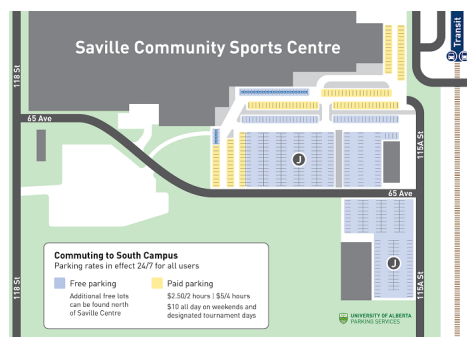 Saville Community Sports Centre
Transit
118 St
65 Ave
J
115A St
65 Ave
Commuting to South Campus
Parking rates in effect 24/7 for all users
Free parking
Additional free lots
can be found north
of Saville Centre
Paid parking
$2.50/2 hours | $5/4 hours
$10 all day on weekends and
designated tournament days
118 St
J
115A St
UNIVERSITY OF ALBERTA
PARKING SERVICES